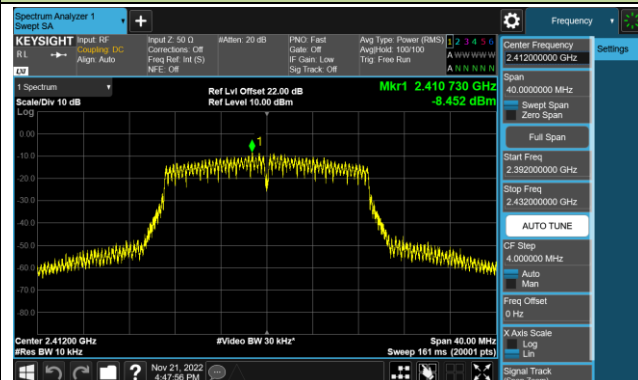 Spectrum Analyzer 1
Swept SA
Frequency
KEYSIGHT
RL
LXI
Input: RF
Coupling: DC
Align: Auto
Input Z: 50 Ω
Corrections: Off
Freq Ref: Int (S)
NFE: Off
#Atten: 20 dB
PNO: Fast
Gate: Off
IF Gain: Low
Sig Track: Off
Avg Type: Power (RMS)
Avg|Hold: 100/100
Trig: Free Run
1 2 3 4 5 6
A W W W W W
A N N N N N
1 Spectrum
Scale/Div 10 dB
Ref Lvl Offset 22.00 dB
Ref Level 10.00 dBm
Mkr1 2.410 730 GHz
-8.452 dBm
Log
0.00
-10.0
-20.0
-30.0
-40.0
-50.0
-60.0
-70.0
-80.0
1
Center 2.41200 GHz
#Res BW 10 kHz
#Video BW 30 kHz*
Span 40.00 MHz
Sweep 161 ms (20001 pts)
Nov 21, 2022
4:47:56 PM
Center Frequency
2.412000000 GHz
Settings
Span
40.0000000 MHz
Swept Span
Zero Span
Full Span
Start Freq
2.392000000 GHz
Stop Freq
2.432000000 GHz
AUTO TUNE
CF Step
4.000000 MHz
Auto
Man
Freq Offset
0 Hz
X Axis Scale
Log
Lin
Signal Track